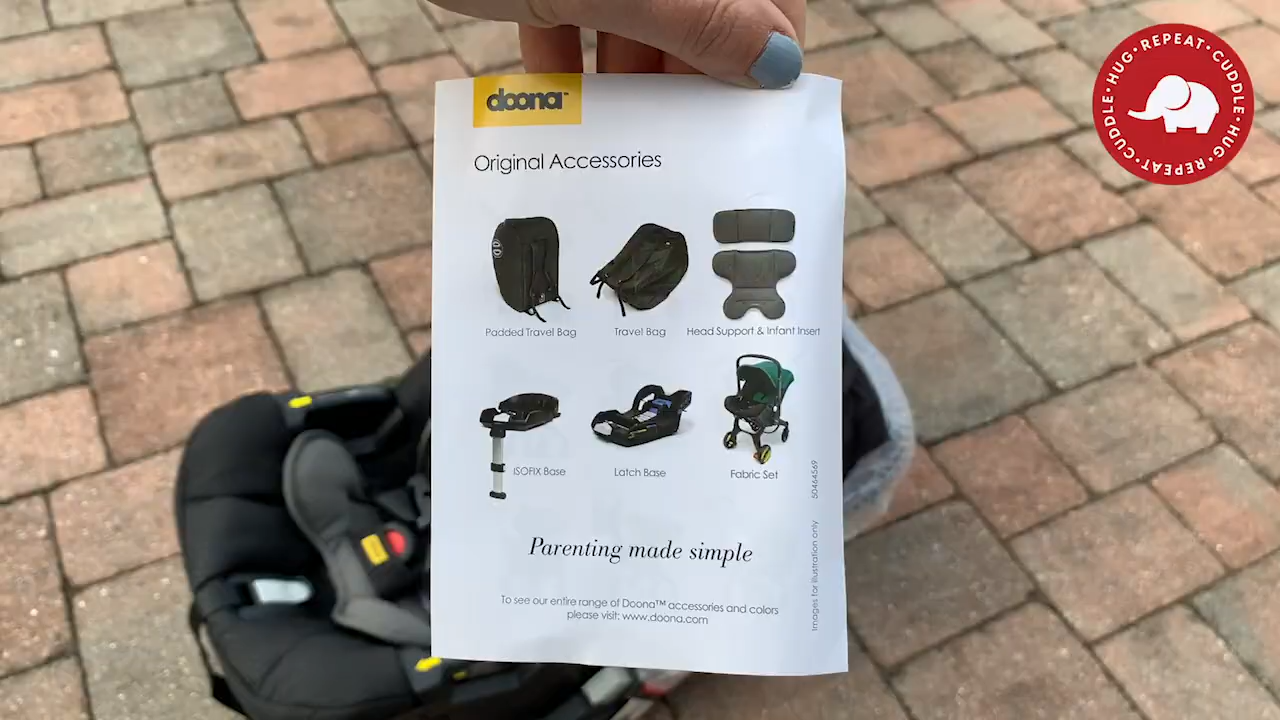 doona™
Original Accessories
Padded Travel Bag
Travel Bag
Head Support & Infant Insert
ISOFIX Base
Latch Base
Fabric Set
Parenting made simple
To see our entire range of Doona™ accessories and colors
please visit: www.doona.com
Images for illustration only
50464569
HUG • REPEAT • CUDDLE • HUG • REPEAT • CUDDLE •